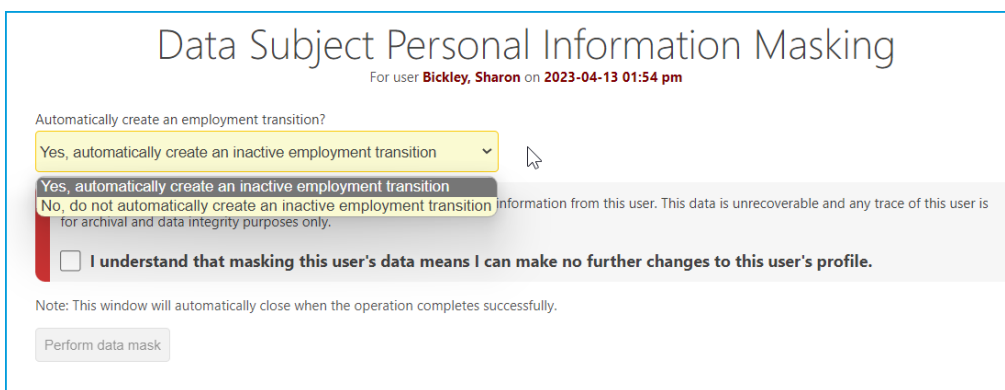 Data Subject Personal Information Masking
For user Bickley, Sharon on 2023-04-13 01:54 pm
Automatically create an employment transition?
Yes, automatically create an inactive employment transition
Yes, automatically create an inactive employment transition
No, do not automatically create an inactive employment transition
information from this user. This data is unrecoverable and any trace of this user is
for archival and data integrity purposes only.
I understand that masking this user's data means I can make no further changes to this user's profile.
Note: This window will automatically close when the operation completes successfully.
Perform data mask